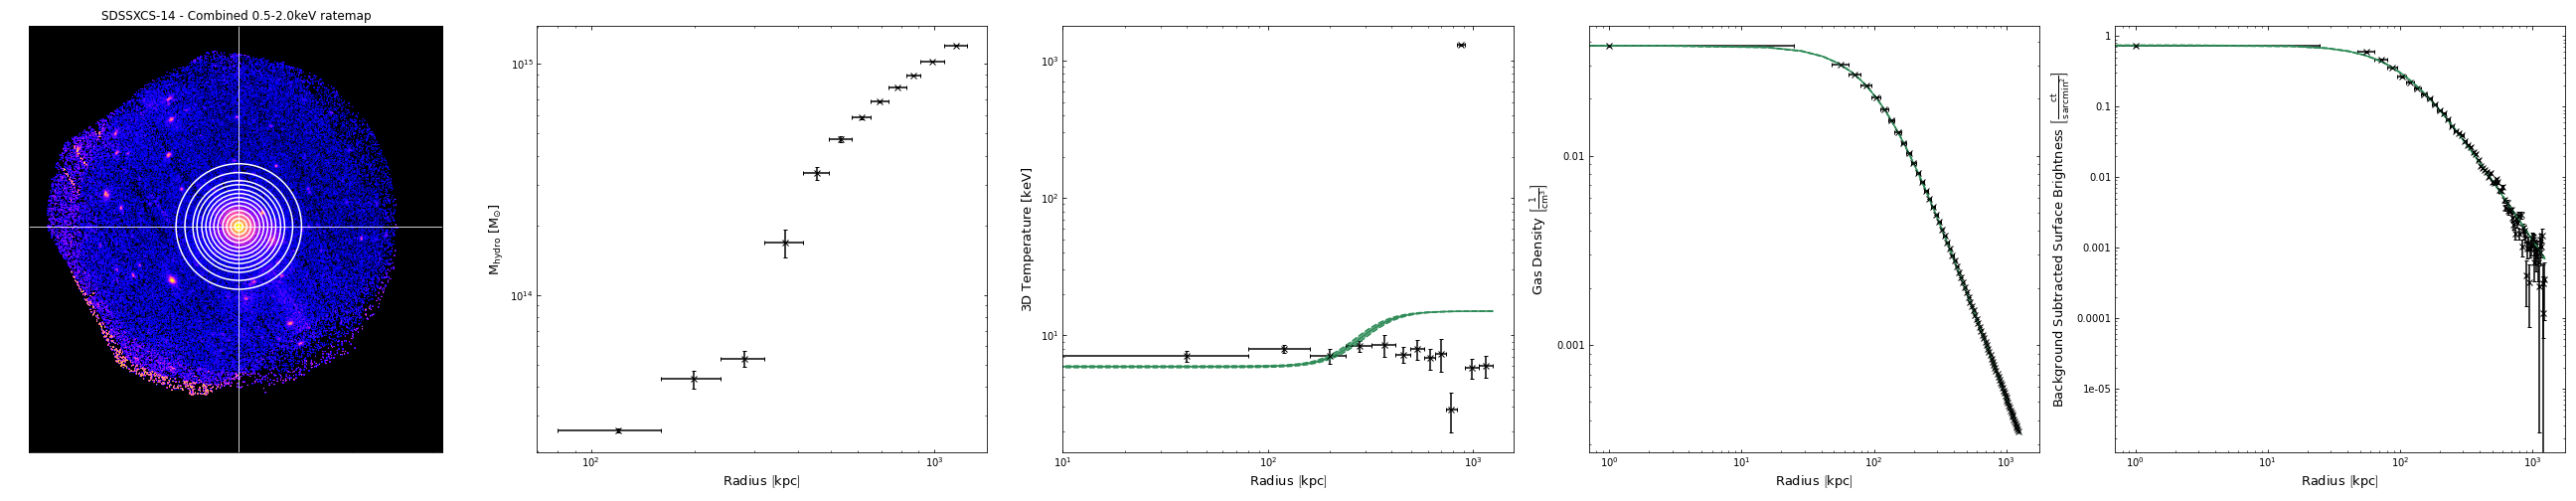 SDSSXCS-14 - Combined 0.5-2.0keV ratemap
M_hydro [M_⊙]
10^15
10^14
10^2
10^3
Radius [kpc]
3D Temperature [keV]
10^3
10^2
10^1
10^1
10^2
10^3
Radius [kpc]
Gas Density [1/cm^3]
0.01
0.001
10^0
10^1
10^2
10^3
Radius [kpc]
Background Subtracted Surface Brightness [ct/s arcmin^2]
1
0.1
0.01
0.001
0.0001
1e-05
10^0
10^1
10^2
10^3
Radius [kpc]